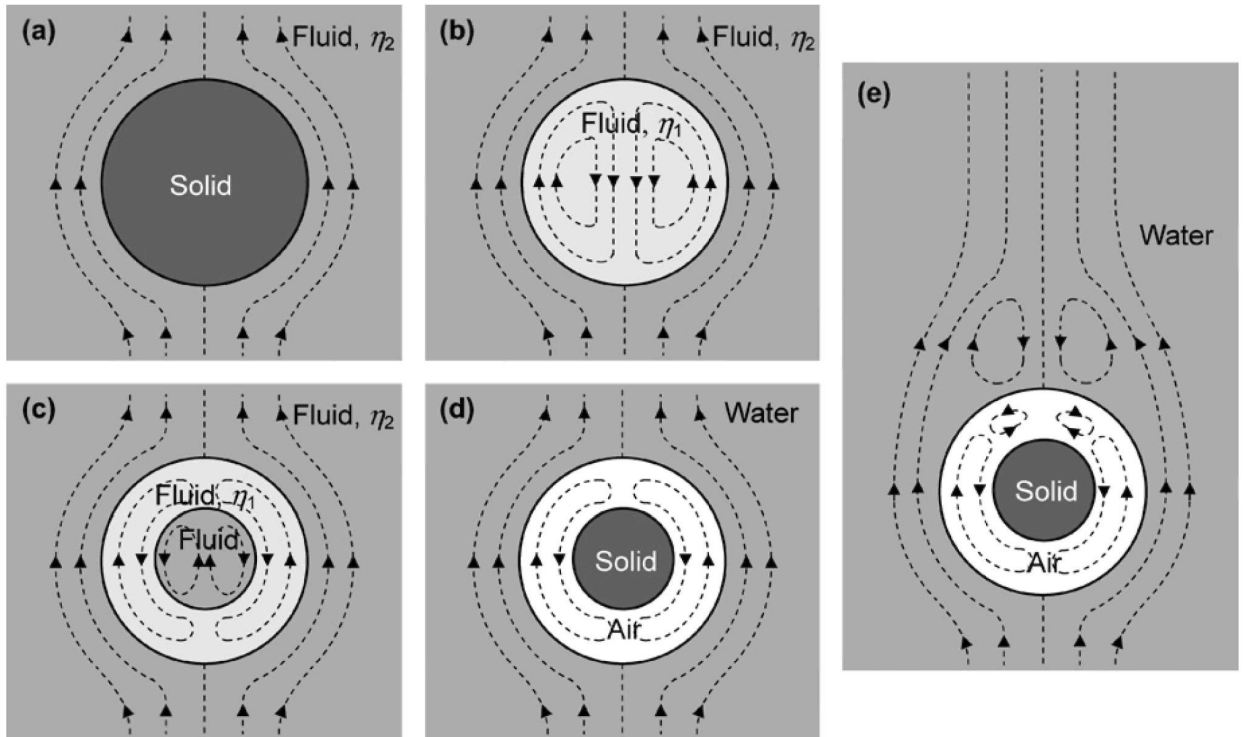 (a)
Fluid, η₂
Solid
(b)
Fluid, η₂
Fluid, η₁
(c)
Fluid, η₂
Fluid, η₁
Fluid
(d)
Water
Solid
Air
(e)
Water
Solid
Air